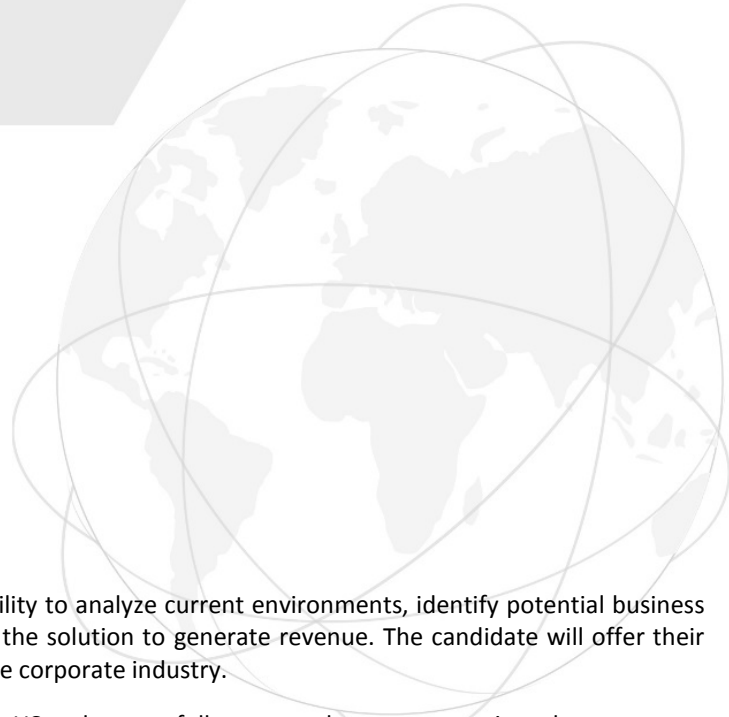 ility to analyze current environments, identify potential business
the solution to generate revenue. The candidate will offer their
e corporate industry.